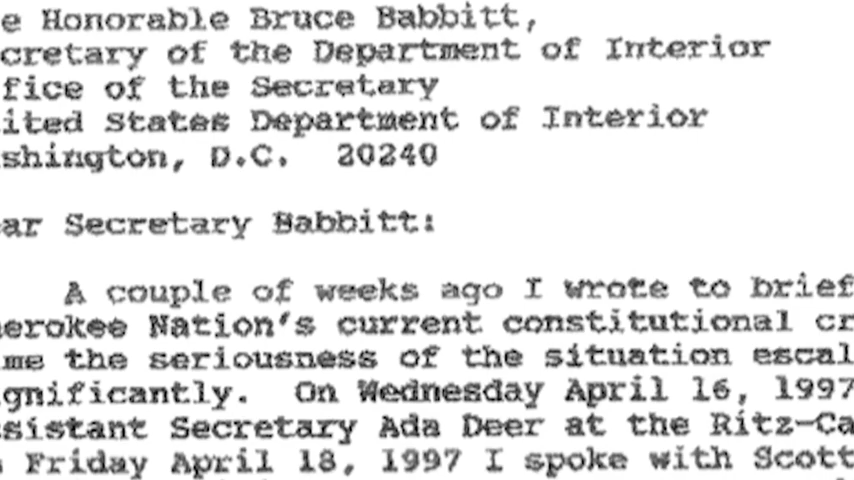 e Honorable Bruce Babbitt,
cretary of the Department of Interior
fice of the Secretary
ited States Department of Interior
shington, D.C. 20240
ar Secretary Babbitt:
A couple of weeks ago I wrote to brief
erokee Nation's current constitutional cr
me the seriousness of the situation escal
gnificantly. On Wednesday April 16, 1997
sistant Secretary Ada Deer at the Ritz-Ca
Friday April 18, 1997 I spoke with Scott